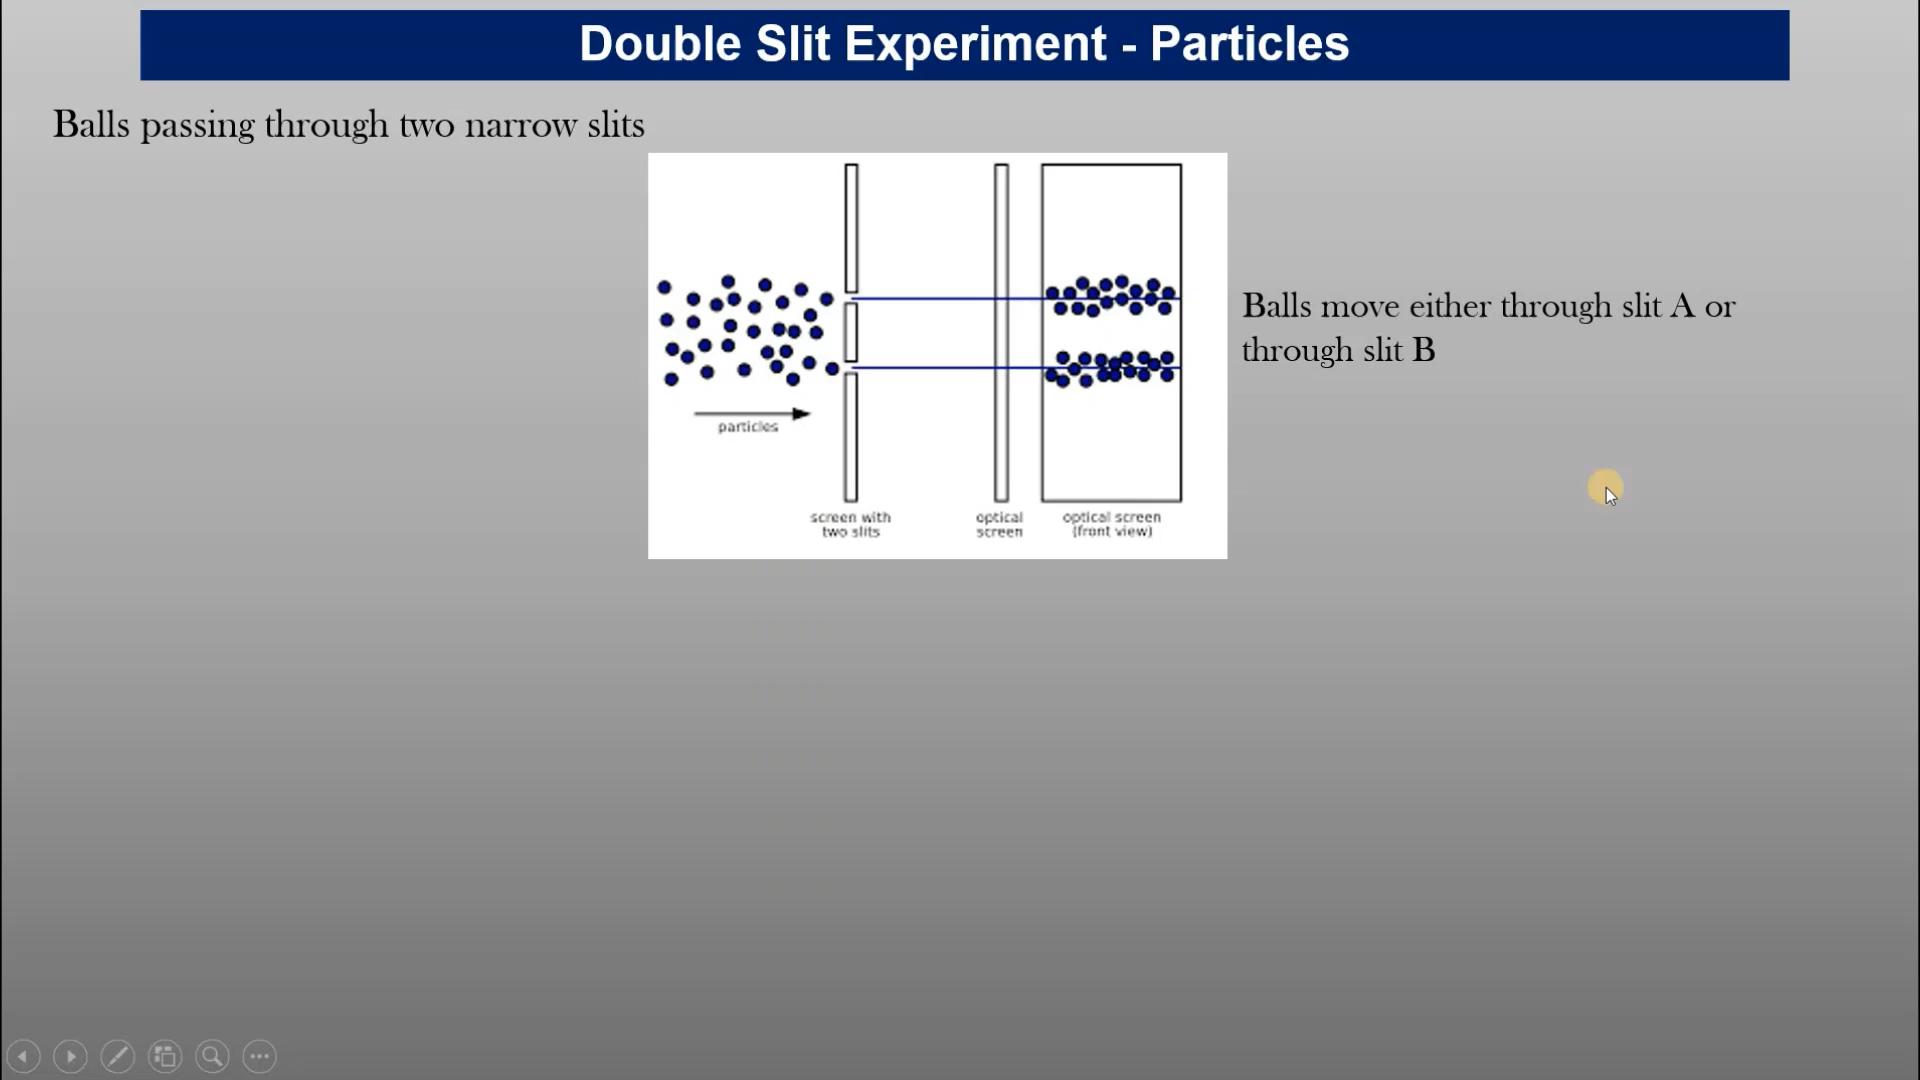 Double Slit Experiment - Particles
Balls passing through two narrow slits
Balls move either through slit A or
through slit B
particles
screen with
two slits
optical
screen
optical screen
(front view)